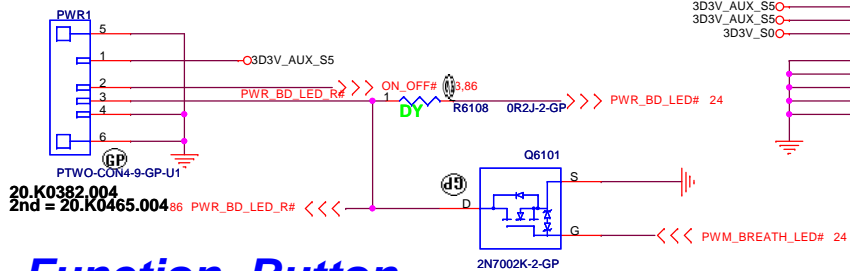 PWR1
3D3V_AUX_S5
3D3V_AUX_S5
3D3V_S0
5
1
3D3V_AUX_S5
2
ON_OFF#
3,86
PWR_BD_LED_R#
3
1
R6108
0R2J-2-GP
PWR_BD_LED# 24
DY
4
6
GP
PTWO-CON4-9-GP-U1
20.K0382.004
2nd = 20.K0465.004
86 PWR_BD_LED_R#
Q6101
GP
S
D
G
PWM_BREATH_LED# 24
2N7002K-2-GP
Function Button